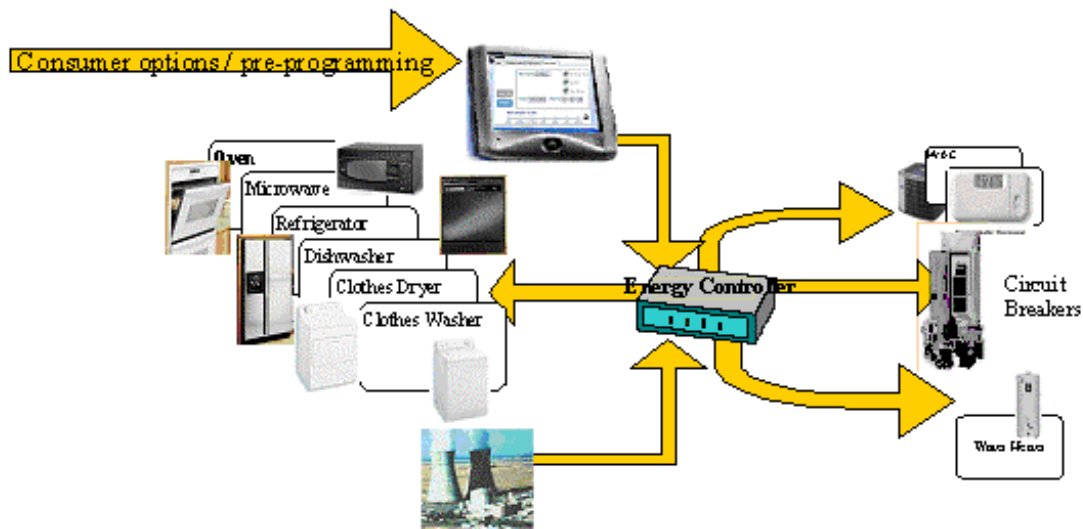 Consumer options / pre-programming
Oven
Microwave
Refrigerator
Dishwasher
Clothes Dryer
Clothes Washer
Energy Controller
Circuit
Breakers